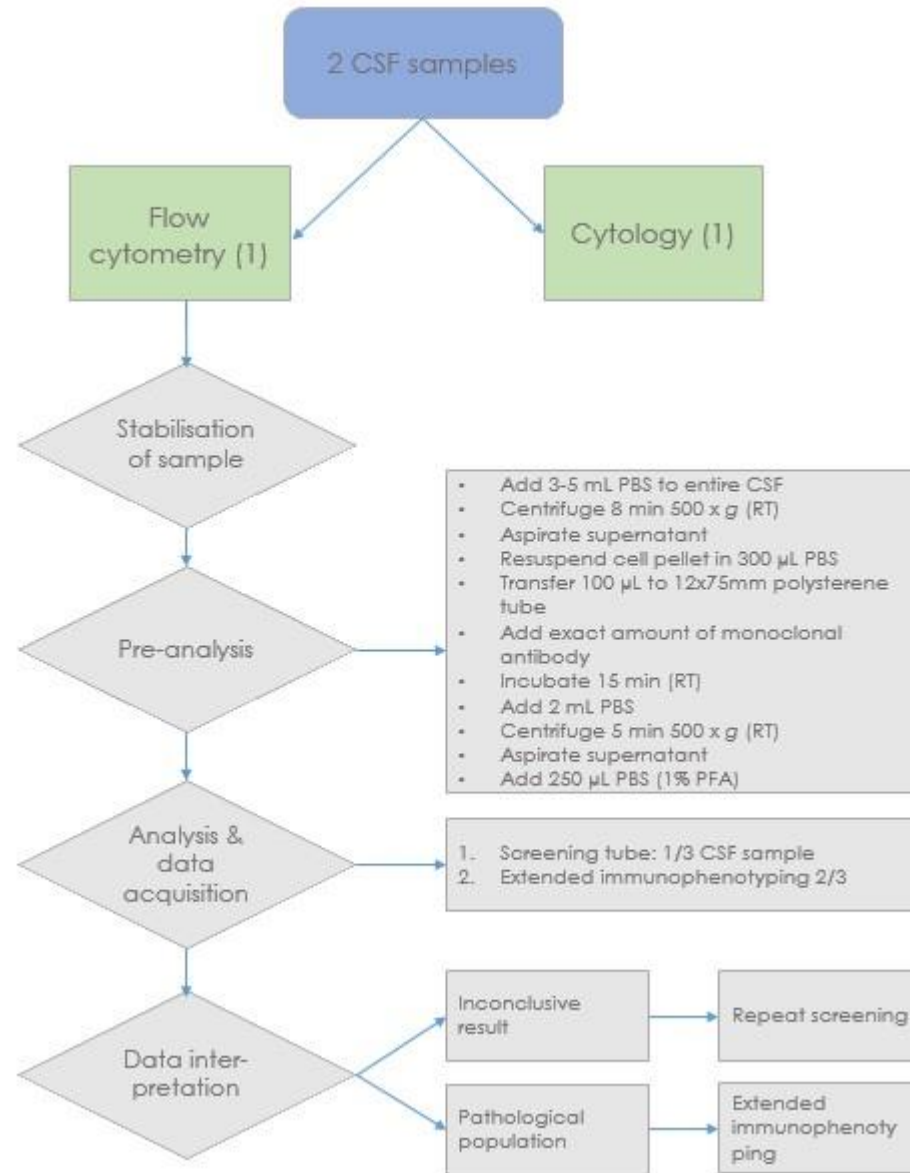 2 CSF samples
Flow
cytometry (1)
Cytology (1)
Stabilisation
of sample
Pre-analysis
• Add 3-5 mL PBS to entire CSF
• Centrifuge 8 min 500 x g (RT)
• Aspirate supernatant
• Resuspend cell pellet in 300 µL PBS
• Transfer 100 µL to 12x75mm polysterene
tube
• Add exact amount of monoclonal
antibody
• Incubate 15 min (RT)
• Add 2 mL PBS
• Centrifuge 5 min 500 x g (RT)
• Aspirate supernatant
• Add 250 µL PBS (1% PFA)
Analysis &
data
acquisition
1. Screening tube: 1/3 CSF sample
2. Extended immunophenotyping 2/3
Data inter-
pretation
Inconclusive
result
Repeat screening
Pathological
population
Extended
immunophenoty
ping